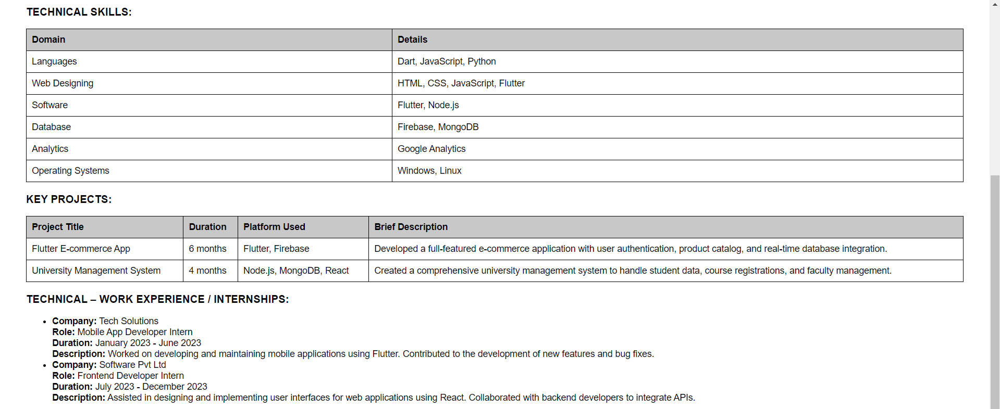 TECHNICAL SKILLS:
Domain Details
Languages Dart, JavaScript, Python
Web Designing HTML, CSS, JavaScript, Flutter
Software Flutter, Node.js
Database Firebase, MongoDB
Analytics Google Analytics
Operating Systems Windows, Linux
KEY PROJECTS:
Project Title Duration Platform Used Brief Description
Flutter E-commerce App 6 months Flutter, Firebase Developed a full-featured e-commerce application with user authentication, product catalog, and real-time database integration.
University Management System 4 months Node.js, MongoDB, React Created a comprehensive university management system to handle student data, course registrations, and faculty management.
TECHNICAL – WORK EXPERIENCE / INTERNSHIPS:
• Company: Tech Solutions
Role: Mobile App Developer Intern
Duration: January 2023 - June 2023
Description: Worked on developing and maintaining mobile applications using Flutter. Contributed to the development of new features and bug fixes.
• Company: Software Pvt Ltd
Role: Frontend Developer Intern
Duration: July 2023 - December 2023
Description: Assisted in designing and implementing user interfaces for web applications using React. Collaborated with backend developers to integrate APIs.